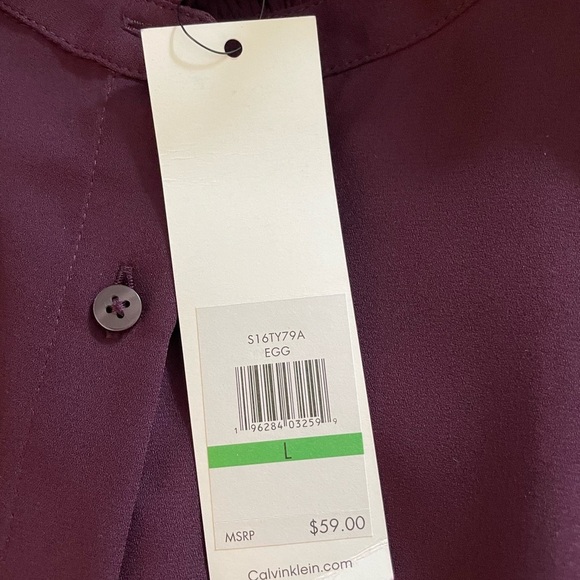 S16TY79A
EGG
1 96284 03259 9
L
MSRP $59.00
Calvinklein.com